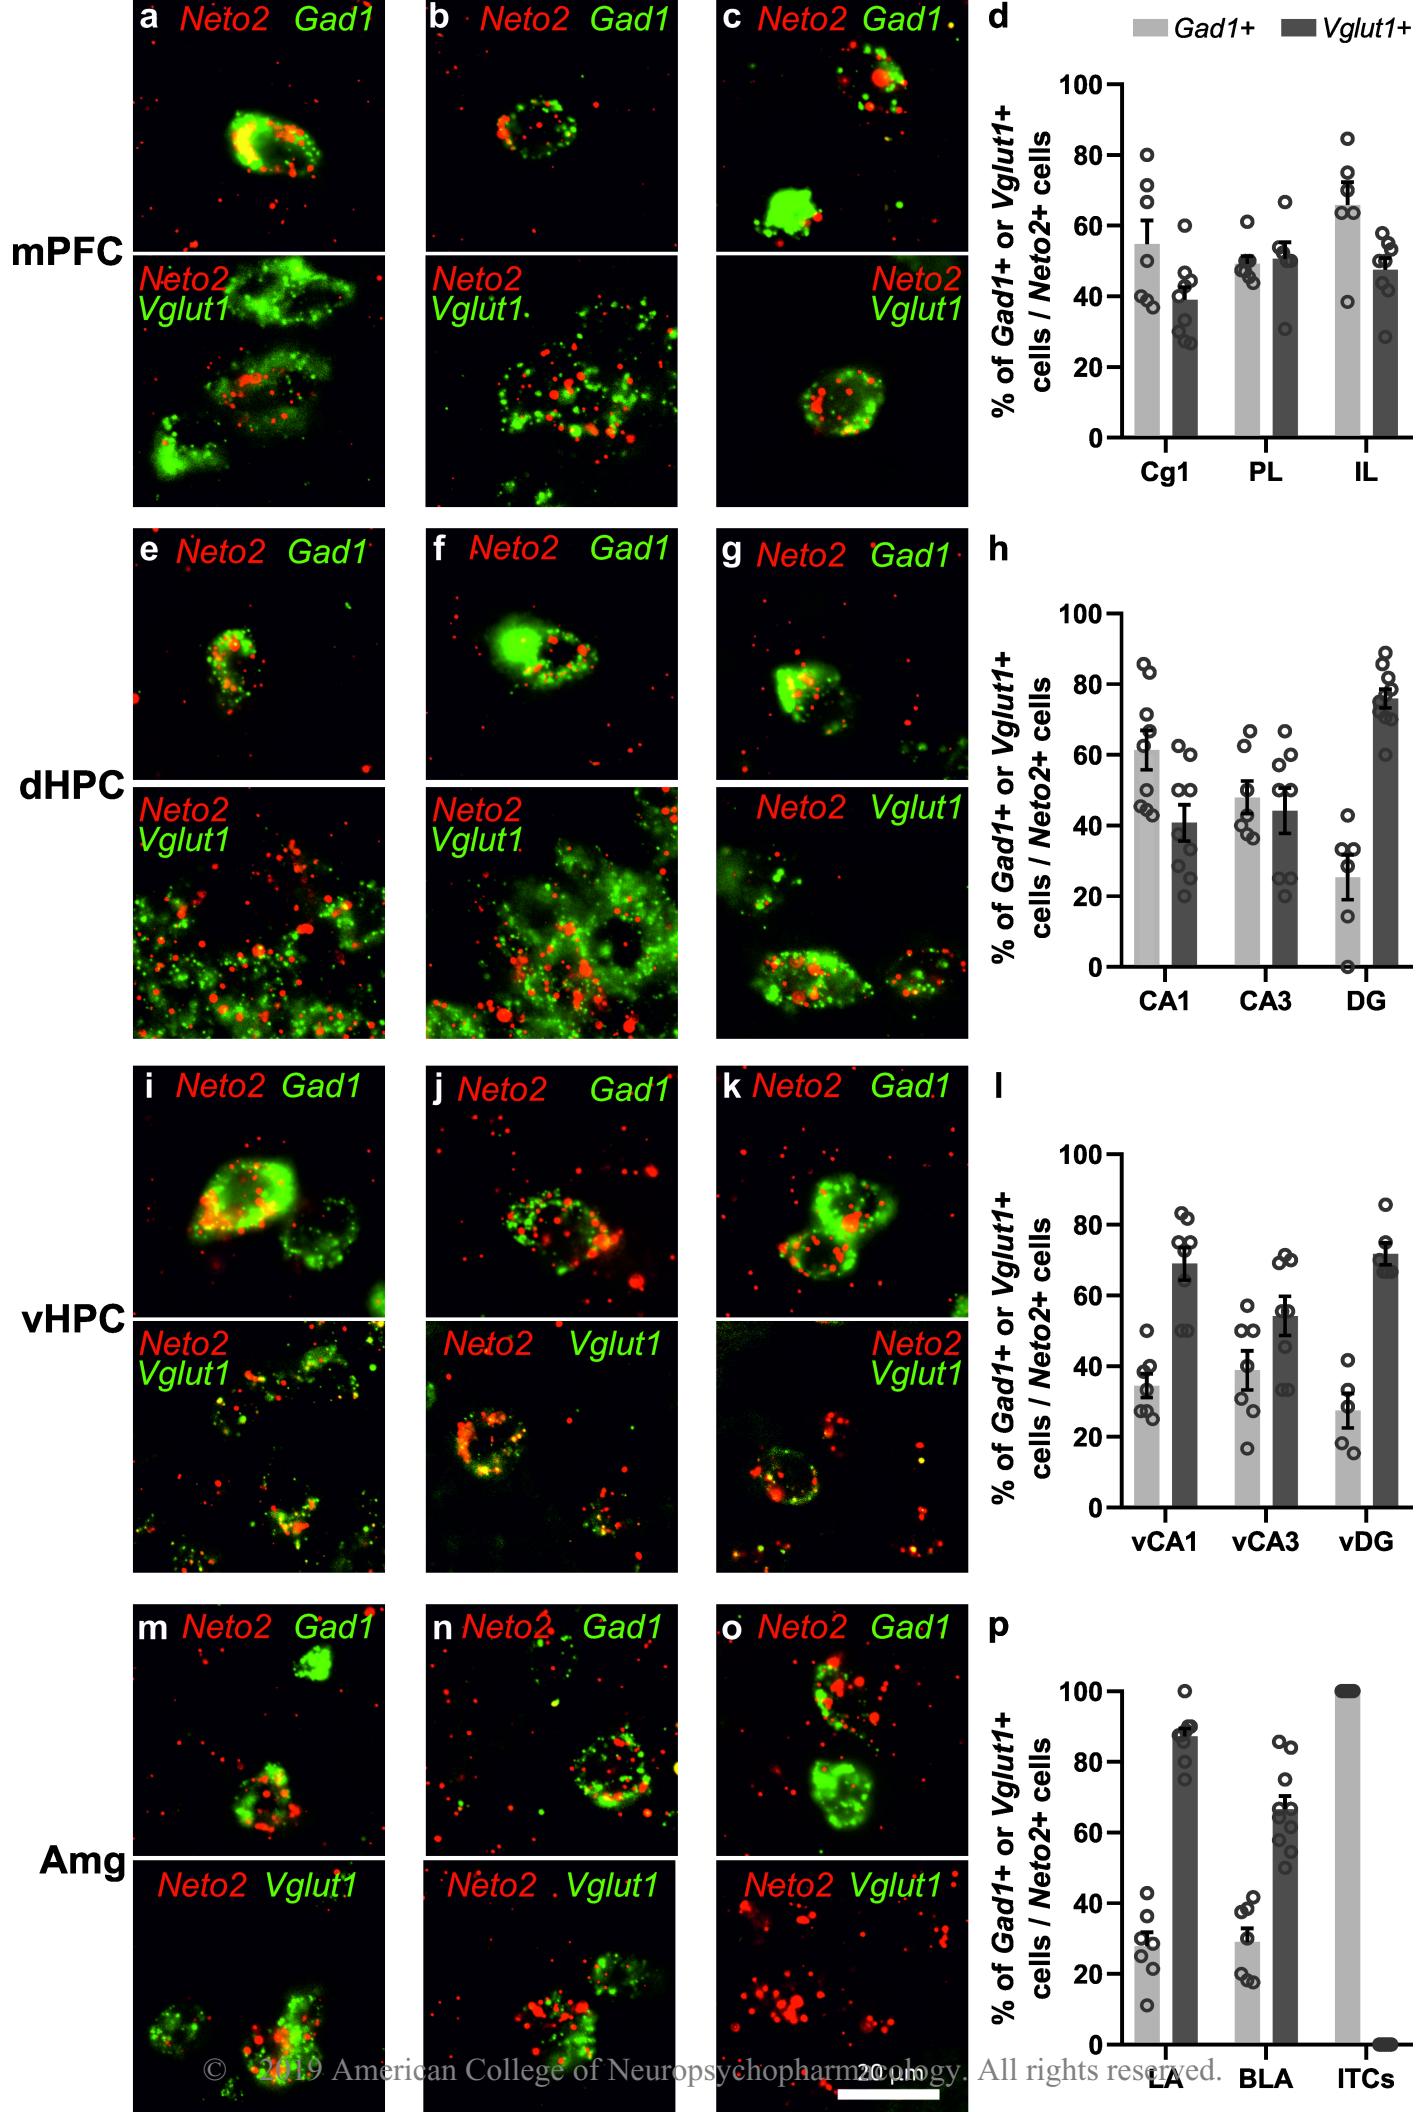 a Neto2 Gad1
b Neto2 Gad1
c Neto2 Gad1
d
Gad1+ Vglut1+
mPFC
Neto2
Vglut1
Neto2
Vglut1
Neto2
Vglut1
% of Gad1+ or Vglut1+
cells / Neto2+ cells
100
80
60
40
20
0
Cg1 PL IL
e Neto2 Gad1
f Neto2 Gad1
g Neto2 Gad1
h
dHPC
Neto2
Vglut1
Neto2
Vglut1
Neto2 Vglut1
% of Gad1+ or Vglut1+
cells / Neto2+ cells
100
80
60
40
20
0
CA1 CA3 DG
i Neto2 Gad1
j Neto2 Gad1
k Neto2 Gad1
l
vHPC
Neto2
Vglut1
Neto2 Vglut1
Neto2
Vglut1
% of Gad1+ or Vglut1+
cells / Neto2+ cells
100
80
60
40
20
0
vCA1 vCA3 vDG
m Neto2 Gad1
n Neto2 Gad1
o Neto2 Gad1
p
Amg
Neto2 Vglut1
Neto2 Vglut1
Neto2 Vglut1
20 µm
% of Gad1+ or Vglut1+
cells / Neto2+ cells
100
80
60
40
20
0
LA BLA ITCs
© 2019 American College of Neuropsychopharmacology. All rights reserved.